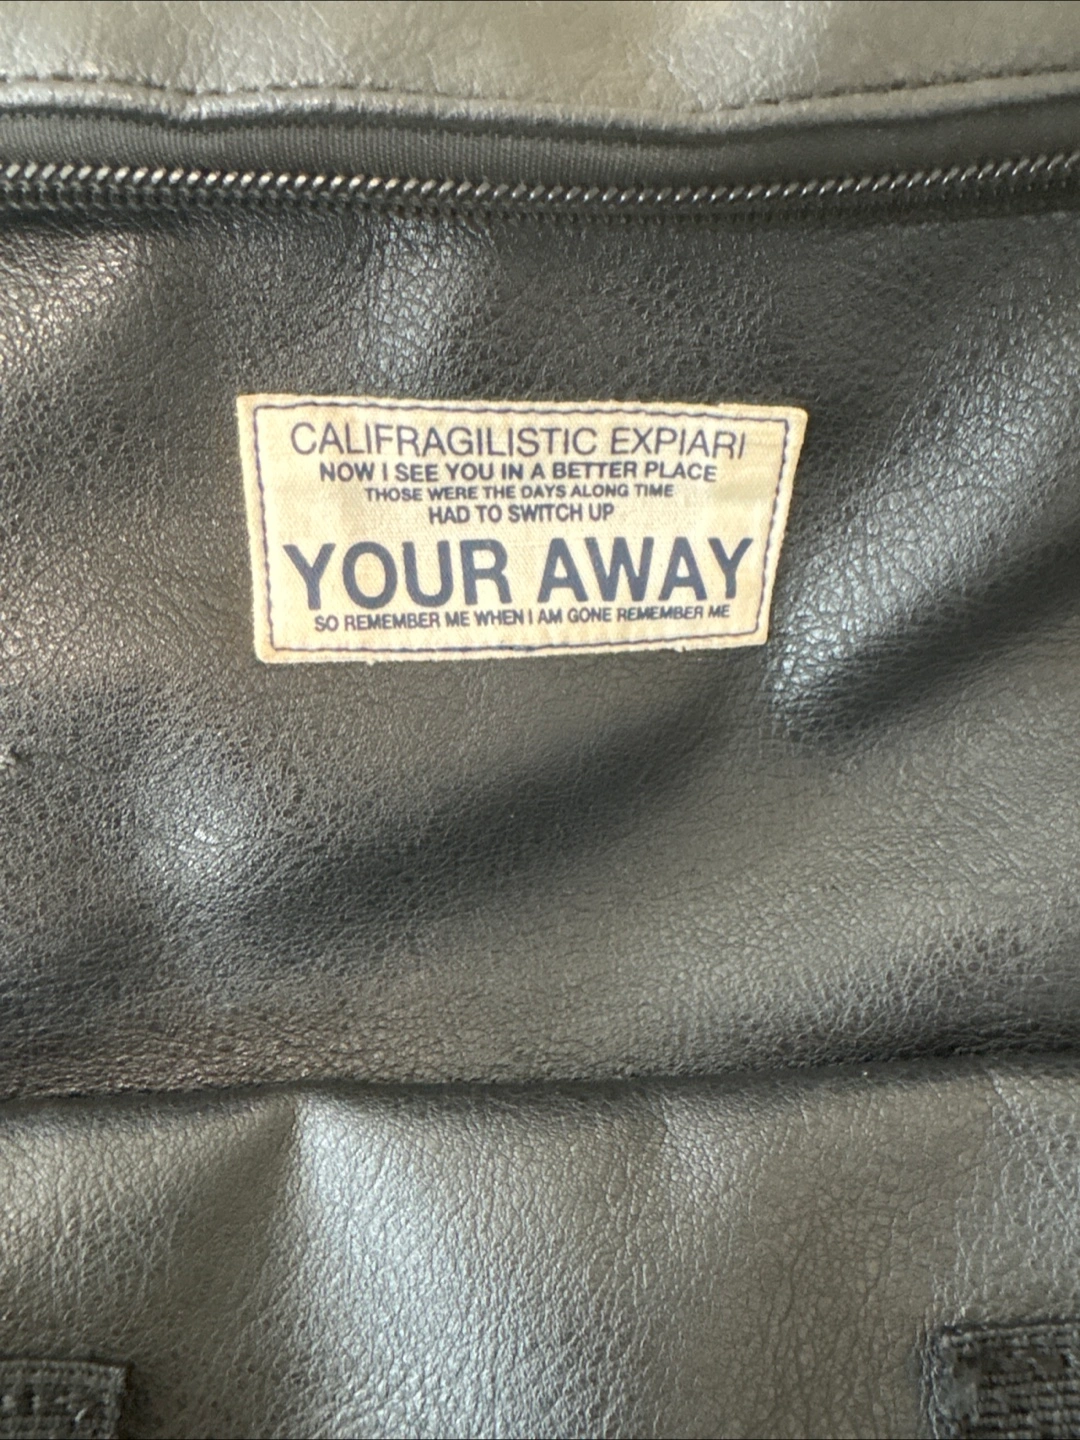 CALIFRAGILISTIC EXPIARI
NOW I SEE YOU IN A BETTER PLACE
THOSE WERE THE DAYS ALONG TIME
HAD TO SWITCH UP
YOUR AWAY
SO REMEMBER ME WHEN I AM GONE REMEMBER ME